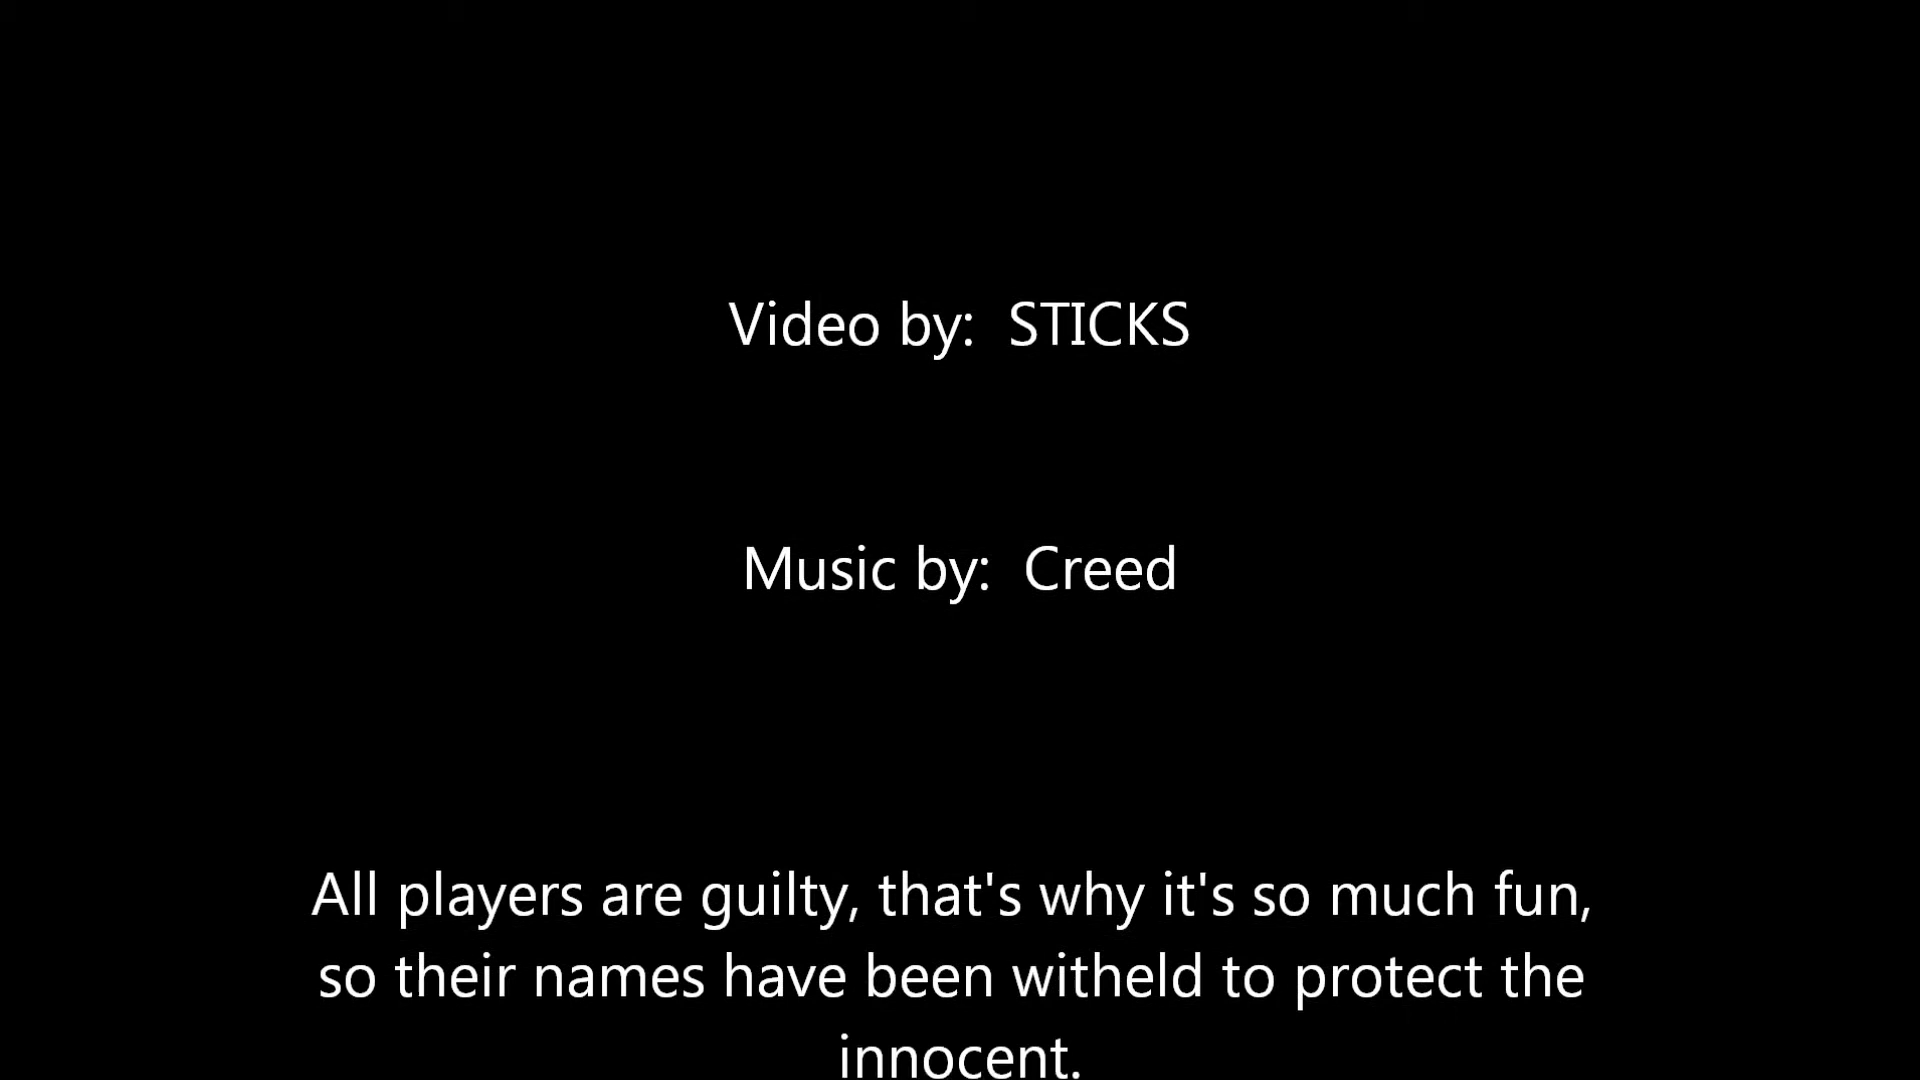 Video by:  STICKS
Music by:  Creed
All players are guilty, that's why it's so much fun,
so their names have been witheld to protect the
innocent.